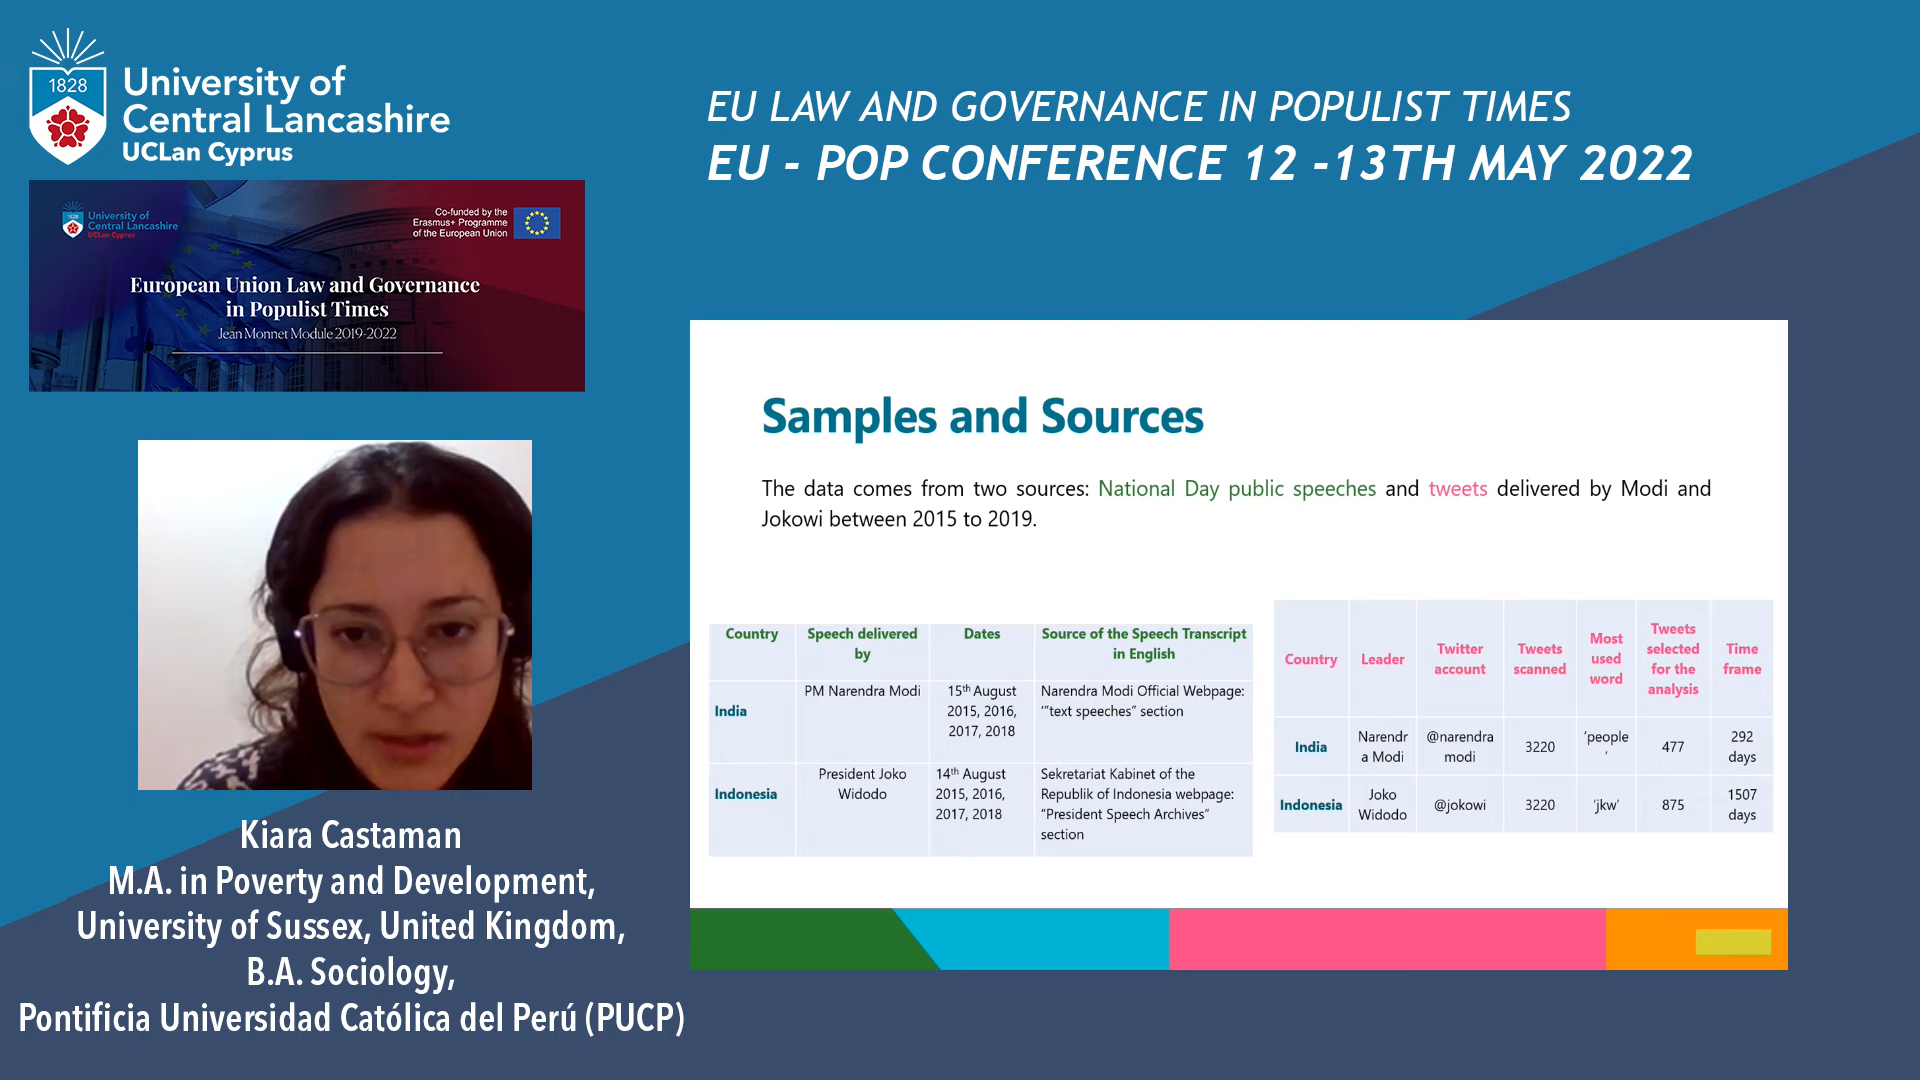 1828
University of
Central Lancashire
UCLan Cyprus
EU LAW AND GOVERNANCE IN POPULIST TIMES
EU - POP CONFERENCE 12 -13TH MAY 2022
1828
University of
Central Lancashire
UCLan Cyprus
Co-funded by the
Erasmus+ Programme
of the European Union
European Union Law and Governance
in Populist Times
Jean Monnet Module 2019-2022
Kiara Castaman
M.A. in Poverty and Development,
University of Sussex, United Kingdom,
B.A. Sociology,
Pontificia Universidad Católica del Perú (PUCP)
Samples and Sources
The data comes from two sources: National Day public speeches and tweets delivered by Modi and
Jokowi between 2015 to 2019.
Country Speech delivered Dates Source of the Speech Transcript
by in English
India PM Narendra Modi 15th August Narendra Modi Official Webpage:
2015, 2016, '"text speeches" section
2017, 2018
Indonesia President Joko 14th August Sekretariat Kabinet of the
Widodo 2015, 2016, Republik of Indonesia webpage:
2017, 2018 "President Speech Archives"
section
Country Leader Twitter account Tweets scanned Most used word Tweets selected for the analysis Time frame
India Narendr @narendra 3220 'people 477 292
a Modi modi ' days
Indonesia Joko @jokowi 3220 'jkw' 875 1507
Widodo days